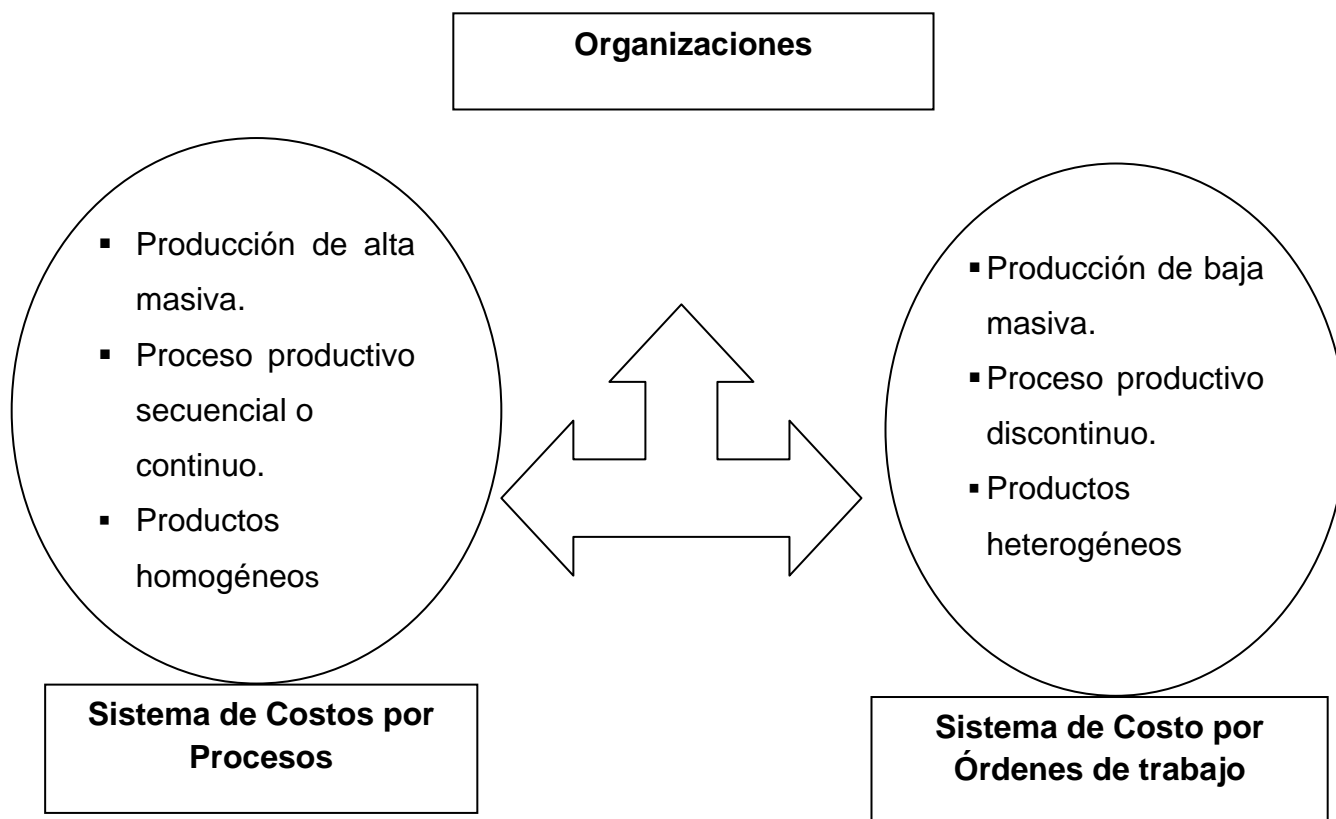 Organizaciones
▪ Producción de alta
masiva.
▪ Proceso productivo
secuencial o
continuo.
▪ Productos
homogéneos
Sistema de Costos por
Procesos
▪ Producción de baja
masiva.
▪ Proceso productivo
discontinuo.
▪ Productos
heterogéneos
Sistema de Costo por
Órdenes de trabajo